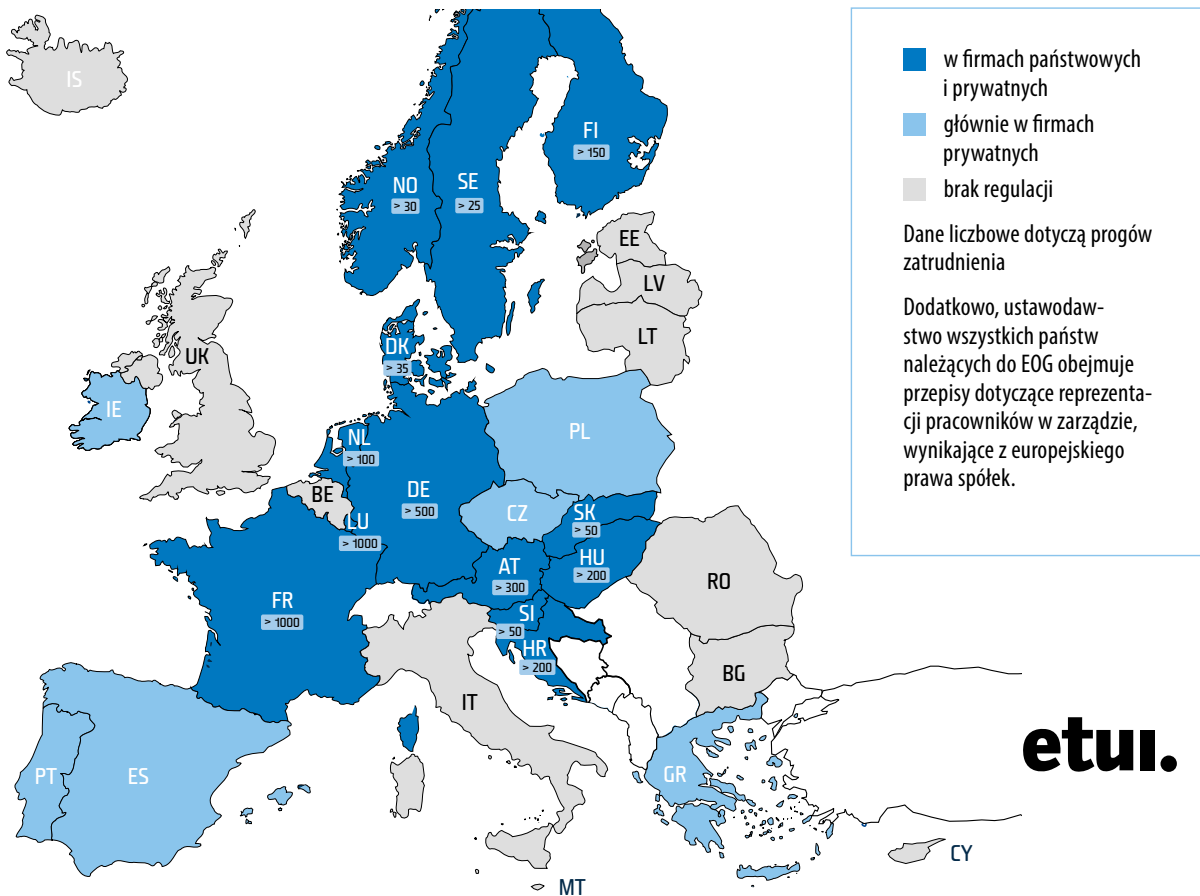 IS
FI
> 150
NO
> 30
SE
> 25
EE
LV
LT
DK
> 35
UK
IE
NL
> 100
PL
BE
DE
> 500
LU
> 1000
CZ
SK
> 50
HU
> 200
AT
> 300
RO
FR
> 1000
SI
> 50
HR
> 200
BG
IT
PT
ES
GR
CY
MT
w firmach państwowych
i prywatnych
głównie w firmach
prywatnych
brak regulacji
Dane liczbowe dotyczą progów
zatrudnienia
Dodatkowo, ustawodaw-
stwo wszystkich państw
należących do EOG obejmuje
przepisy dotyczące reprezenta-
cji pracowników w zarządzie,
wynikające z europejskiego
prawa spółek.
etui.